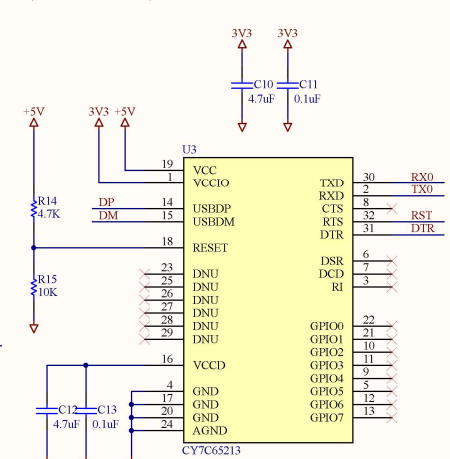 3V3 3V3
C10 C11
4.7uF 0.1uF
+5V 3V3 +5V
U3
19 VCC
1 VCCIO TXD 30 RX0
RXD 2 TX0
DP 14 USBDP CTS 8
DM 15 USBDM RTS 32 RST
DTR 31 DTR
R14
4.7K
18 RESET
DSR 6
23 DNU DCD 7
25 DNU RI 3
R15
10K
26 DNU
27 DNU
28 DNU GPIO0 22
29 DNU GPIO1 21
GPIO2 10
16 VCCD GPIO3 11
GPIO4 9
4 GND GPIO5 5
17 GND GPIO6 12
20 GND GPIO7 13
24 AGND
C12 C13
4.7uF 0.1uF
CY7C65213